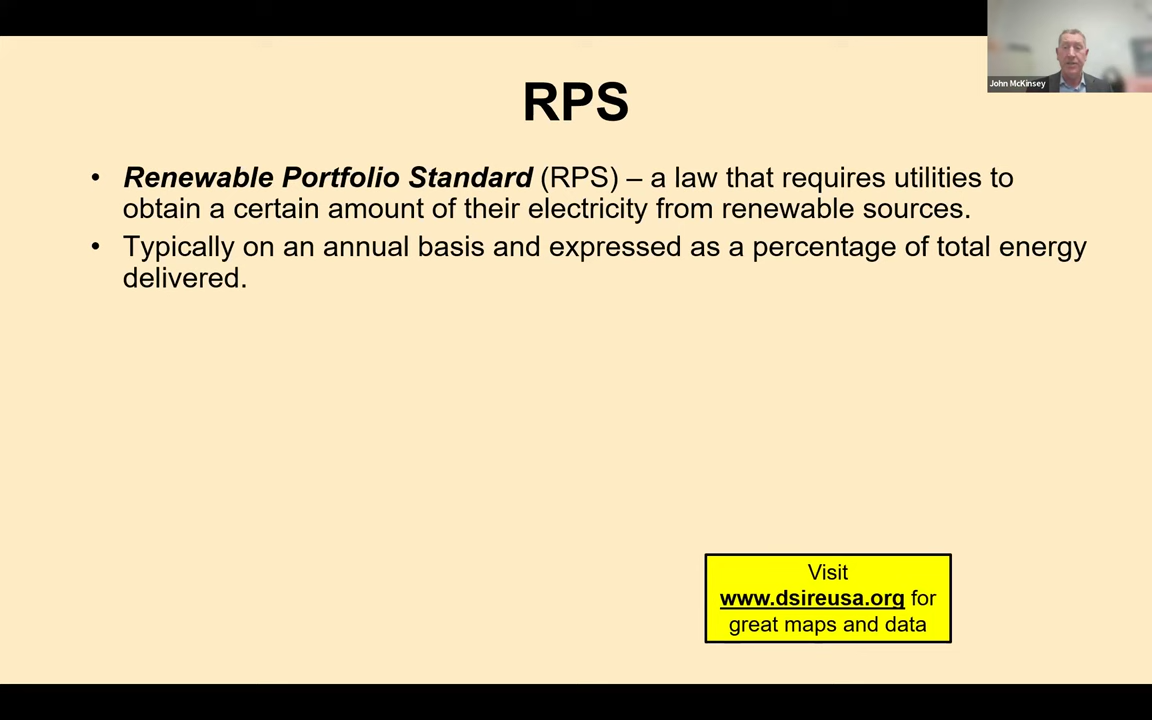 John McKinsey
RPS
• Renewable Portfolio Standard (RPS) – a law that requires utilities to
obtain a certain amount of their electricity from renewable sources.
• Typically on an annual basis and expressed as a percentage of total energy
delivered.
Visit
www.dsireusa.org for
great maps and data